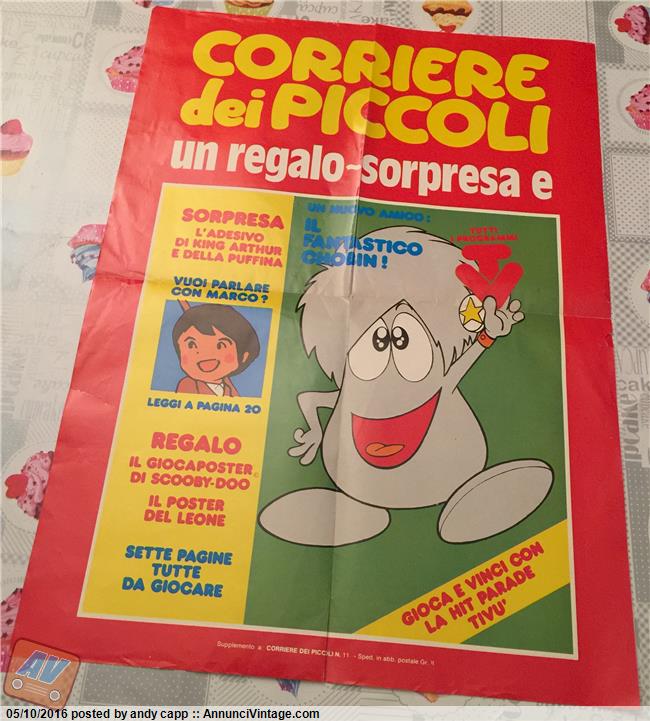 CORRIERE
dei PICCOLI
un regalo-sorpresa e
SORPRESA
L'ADESIVO
DI KING ARTHUR
E DELLA PUFFINA
VUOI PARLARE
CON MARCO?
LEGGI A PAGINA 20
REGALO
IL GIOCAPOSTER
DI SCOOBY-DOO
©
IL POSTER
DEL LEONE
SETTE PAGINE
TUTTE
DA GIOCARE
UN NUOVO AMICO:
IL
FANTASTICO
CHOBIN!
TUTTI
I PROGRAMMI
TV
GIOCA E VINCI CON
LA HIT PARADE
TIVU'
Supplemento a: CORRIERE DEI PICCOLI N. 11 - Sped. in abb. postale Gr. II
AV
05/10/2016 posted by andy capp :: AnnunciVintage.com